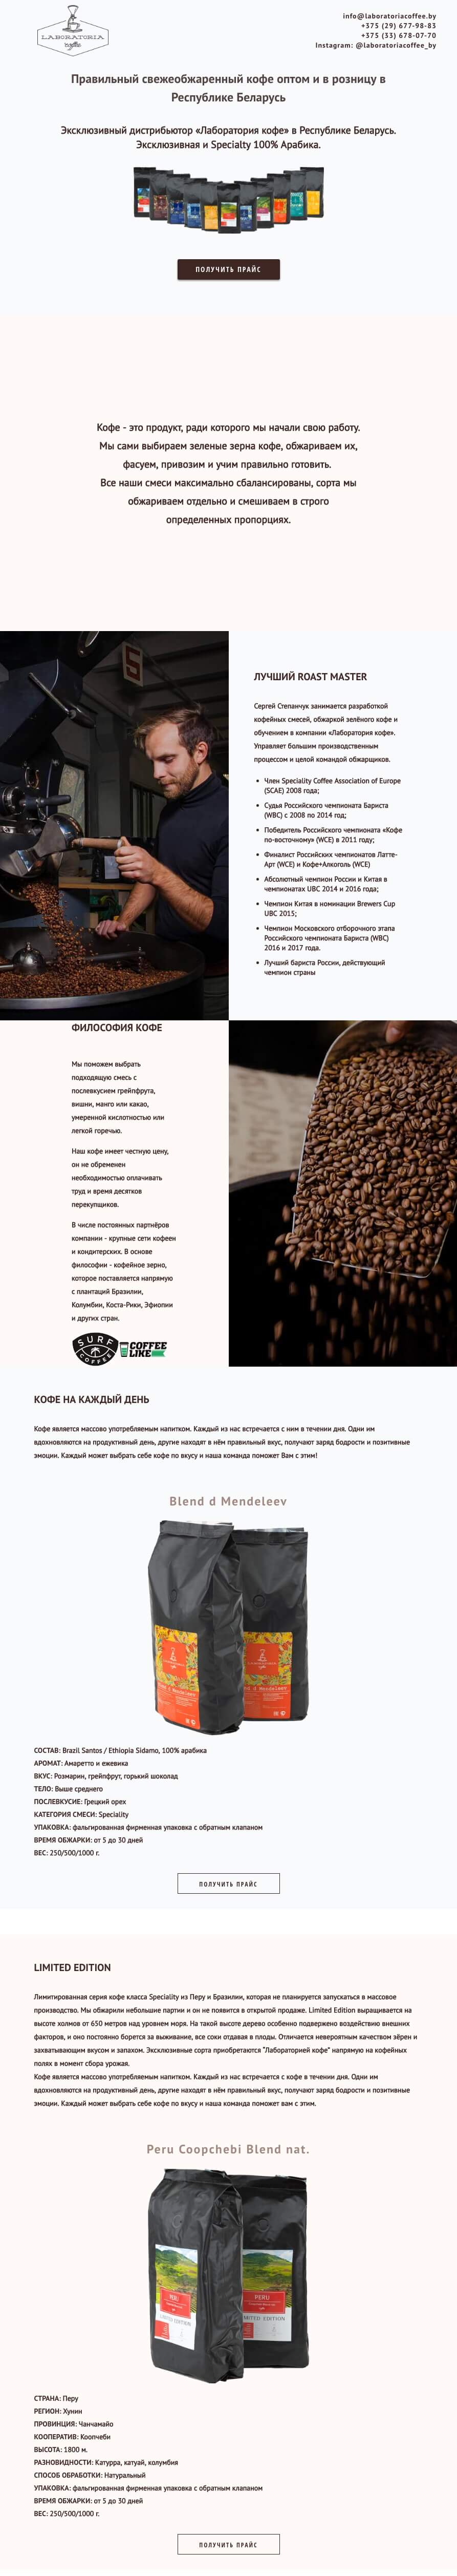 LABORATORIA
coffee
info@laboratoriacoffee.by
+375 (29) 677-98-83
+375 (33) 678-07-70
Instagram: @laboratoriacoffee_by
Правильный свежеобжаренный кофе оптом и в розницу в
Республике Беларусь
Эксклюзивный дистрибьютор «Лаборатория кофе» в Республике Беларусь.
Эксклюзивная и Specialty 100% Арабика.
ПОЛУЧИТЬ ПРАЙС
Кофе - это продукт, ради которого мы начали свою работу.
Мы сами выбираем зеленые зерна кофе, обжариваем их,
фасуем, привозим и учим правильно готовить.
Все наши смеси максимально сбалансированы, сорта мы
обжариваем отдельно и смешиваем в строго
определенных пропорциях.
ЛУЧШИЙ ROAST MASTER
Сергей Степанчук занимается разработкой
кофейных смесей, обжаркой зелёного кофе и
обучением в компании «Лаборатория кофе».
Управляет большим производственным
процессом и целой командой обжарщиков.
• Член Speciality Coffee Association of Europe
(SCAE) 2008 года;
• Судья Российского чемпионата Бариста
(WBC) с 2008 по 2014 год;
• Победитель Российского чемпионата «Кофе
по-восточному» (WCE) в 2011 году;
• Финалист Российских чемпионатов Латте-
Арт (WCE) и Кофе+Алкоголь (WCE)
• Абсолютный чемпион России и Китая в
чемпионатах UBC 2014 и 2016 года;
• Чемпион Китая в номинации Brewers Cup
UBC 2015;
• Чемпион Московского отборочного этапа
Российского чемпионата Бариста (WBC)
2016 и 2017 года.
• Лучший бариста России, действующий
чемпион страны
ФИЛОСОФИЯ КОФЕ
Мы поможем выбрать
подходящую смесь с
послевкусием грейпфрута,
вишни, манго или какао,
умеренной кислотностью или
легкой горечью.
Наш кофе имеет честную цену,
он не обременен
необходимостью оплачивать
труд и время десятков
перекупщиков.
В числе постоянных партнёров
компании - крупные сети кофеен
и кондитерских. В основе
философии - кофейное зерно,
которое поставляется напрямую
с плантаций Бразилии,
Колумбии, Коста-Рики, Эфиопии
и других стран.
SURF
COFFEE
COFFEE
LIKE
КОФЕ НА КАЖДЫЙ ДЕНЬ
Кофе является массово употребляемым напитком. Каждый из нас встречается с ним в течении дня. Одни им
вдохновляются на продуктивный день, другие находят в нём правильный вкус, получают заряд бодрости и позитивные
эмоции. Каждый может выбрать себе кофе по вкусу и наша команда поможет Вам с этим!
Blend d Mendeleev
LABORATORIA
d Mendeleev
СОСТАВ: Brazil Santos / Ethiopia Sidamo, 100% арабика
АРОМАТ: Амаретто и ежевика
ВКУС: Розмарин, грейпфрут, горький шоколад
ТЕЛО: Выше среднего
ПОСЛЕВКУСИЕ: Грецкий орех
КАТЕГОРИЯ СМЕСИ: Speciality
УПАКОВКА: фальгированная фирменная упаковка с обратным клапаном
ВРЕМЯ ОБЖАРКИ: от 5 до 30 дней
ВЕС: 250/500/1000 г.
ПОЛУЧИТЬ ПРАЙС
LIMITED EDITION
Лимитированная серия кофе класса Speciality из Перу и Бразилии, которая не планируется запускаться в массовое
производство. Мы обжарили небольшие партии и он не появится в открытой продаже. Limited Edition выращивается на
высоте холмов от 650 метров над уровнем моря. На такой высоте дерево особенно подвержено воздействию внешних
факторов, и оно постоянно борется за выживание, все соки отдавая в плоды. Отличается невероятным качеством зёрен и
захватывающим вкусом и запахом. Эксклюзивные сорта приобретаются "Лабораторией кофе" напрямую на кофейных
полях в момент сбора урожая.
Кофе является массово употребляемым напитком. Каждый из нас встречается с кофе в течении дня. Одни им
вдохновляются на продуктивный день, другие находят в нём правильный вкус, получают заряд бодрости и позитивные
эмоции. Каждый может выбрать себе кофе по вкусу и наша команда поможет вам с этим.
Peru Coopchebi Blend nat.
PERU
LIMITED EDITION
PERU
LIMITED EDITION
СТРАНА: Перу
РЕГИОН: Хунин
ПРОВИНЦИЯ: Чанчамайо
КООПЕРАТИВ: Коопчеби
ВЫСОТА: 1800 м.
РАЗНОВИДНОСТИ: Катурра, катуай, колумбия
СПОСОБ ОБРАБОТКИ: Натуральный
УПАКОВКА: фальгированная фирменная упаковка с обратным клапаном
ВРЕМЯ ОБЖАРКИ: от 5 до 30 дней
ВЕС: 250/500/1000 г.
ПОЛУЧИТЬ ПРАЙС